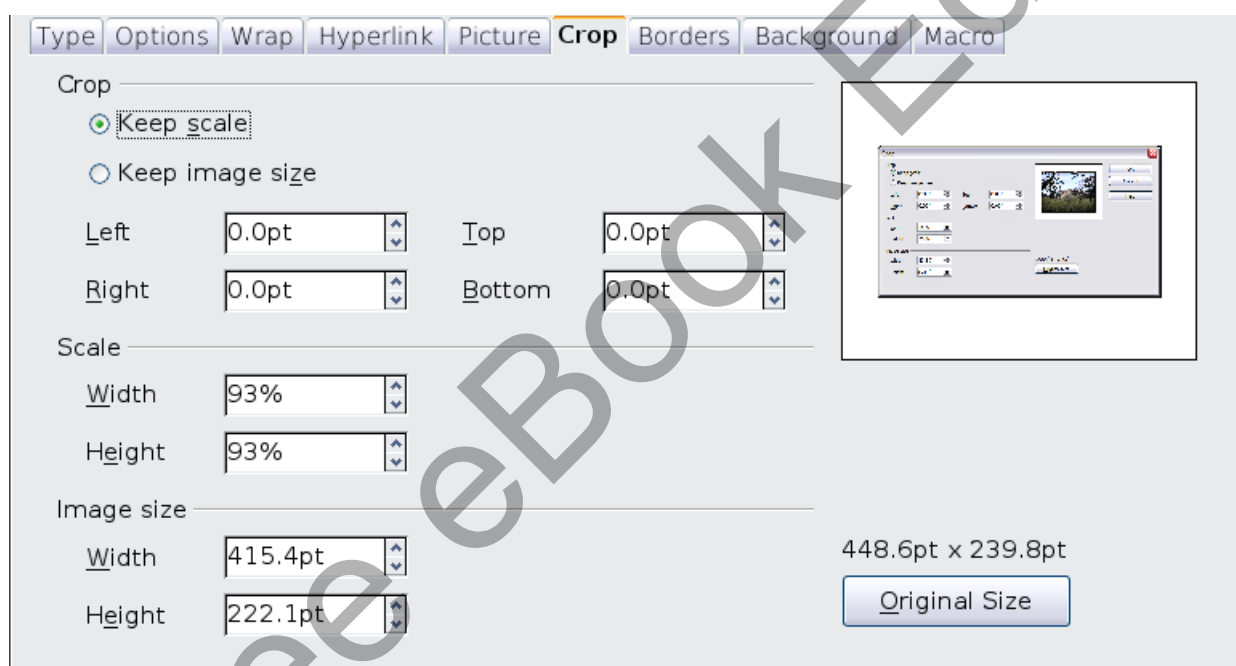 Type Options Wrap Hyperlink Picture Crop Borders Background Macro
Crop
Keep scale
Keep image size
Left 0.0pt Top 0.0pt
Right 0.0pt Bottom 0.0pt
Scale
Width 93%
Height 93%
Image size
Width 415.4pt 448.6pt x 239.8pt
Height 222.1pt Original Size
eBook